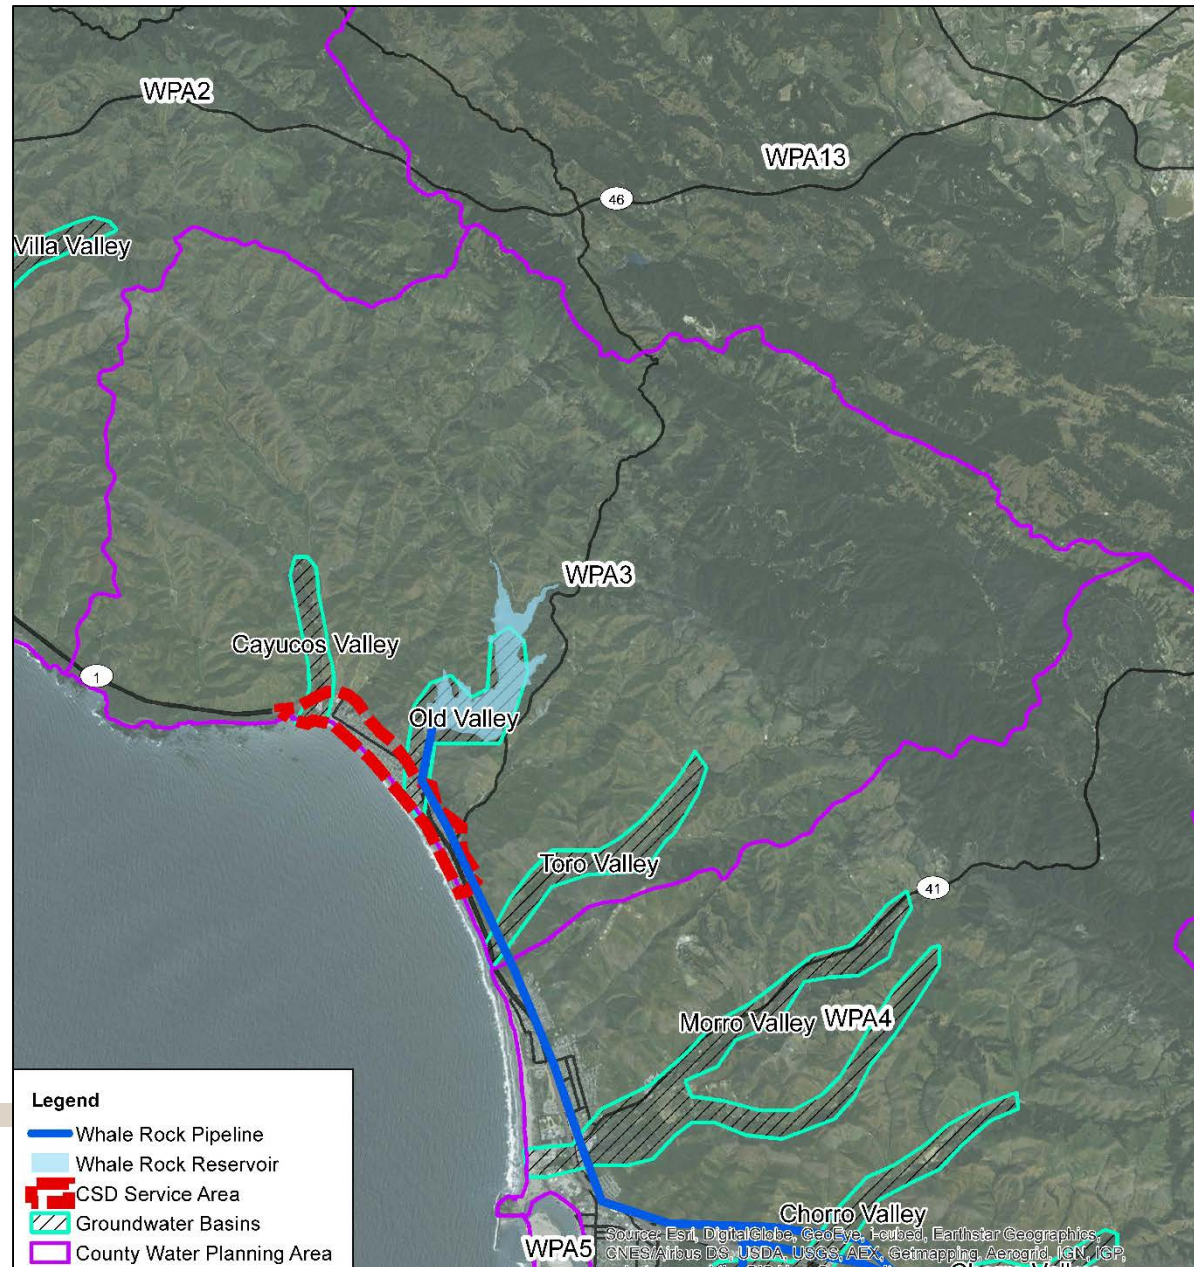 WPA2
WPA13
46
Villa Valley
WPA3
Cayucos Valley
1
Old Valley
Toro Valley
41
Morro Valley WPA4
Legend
Whale Rock Pipeline
Whale Rock Reservoir
CSD Service Area
Groundwater Basins
County Water Planning Area
Chorro Valley
WPA5
Source: Esri, DigitalGlobe, GeoEye, i-cubed, Earthstar Geographics,
CNES/Airbus DS, USDA, USGS, AEX, Getmapping, Aerogrid, IGN, IGP,